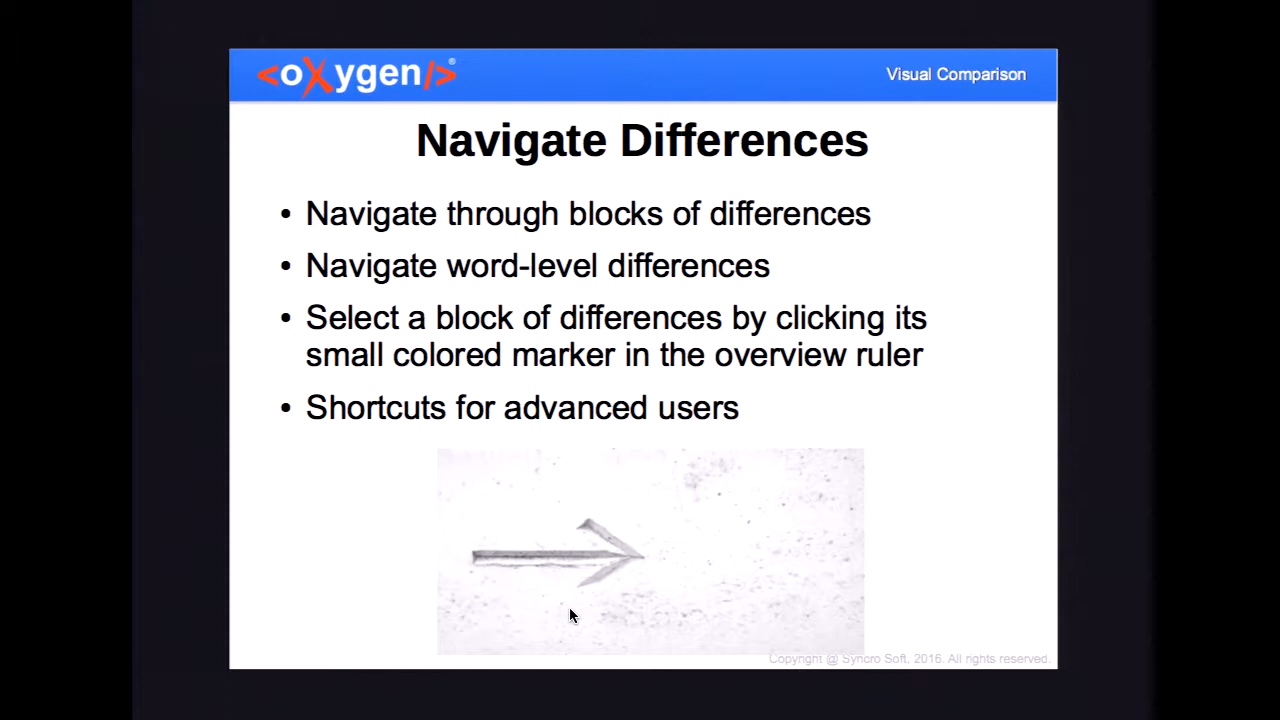 <oXygen/>®
Visual Comparison
Navigate Differences
• Navigate through blocks of differences
• Navigate word-level differences
• Select a block of differences by clicking its
small colored marker in the overview ruler
• Shortcuts for advanced users
Copyright @ Syncro Soft, 2016. All rights reserved.